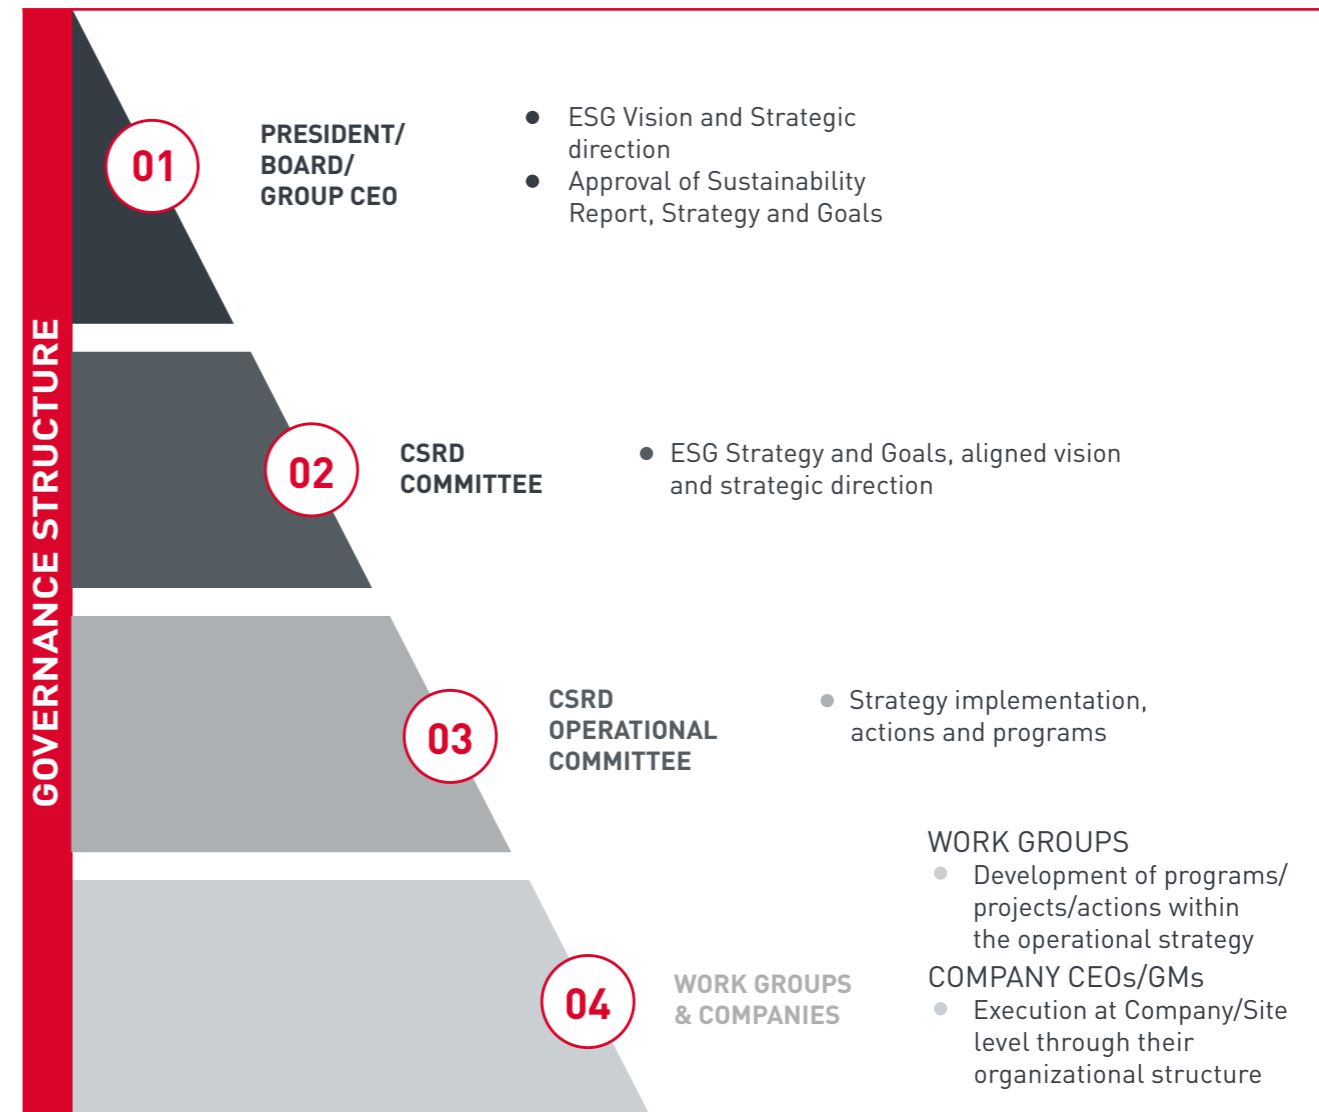 GOVERNANCE STRUCTURE
01
PRESIDENT/
BOARD/
GROUP CEO
● ESG Vision and Strategic
direction
● Approval of Sustainability
Report, Strategy and Goals
02
CSRD
COMMITTEE
● ESG Strategy and Goals, aligned vision
and strategic direction
03
CSRD
OPERATIONAL
COMMITTEE
● Strategy implementation,
actions and programs
04
WORK GROUPS
& COMPANIES
WORK GROUPS
● Development of programs/
projects/actions within
the operational strategy
COMPANY CEOs/GMs
● Execution at Company/Site
level through their
organizational structure